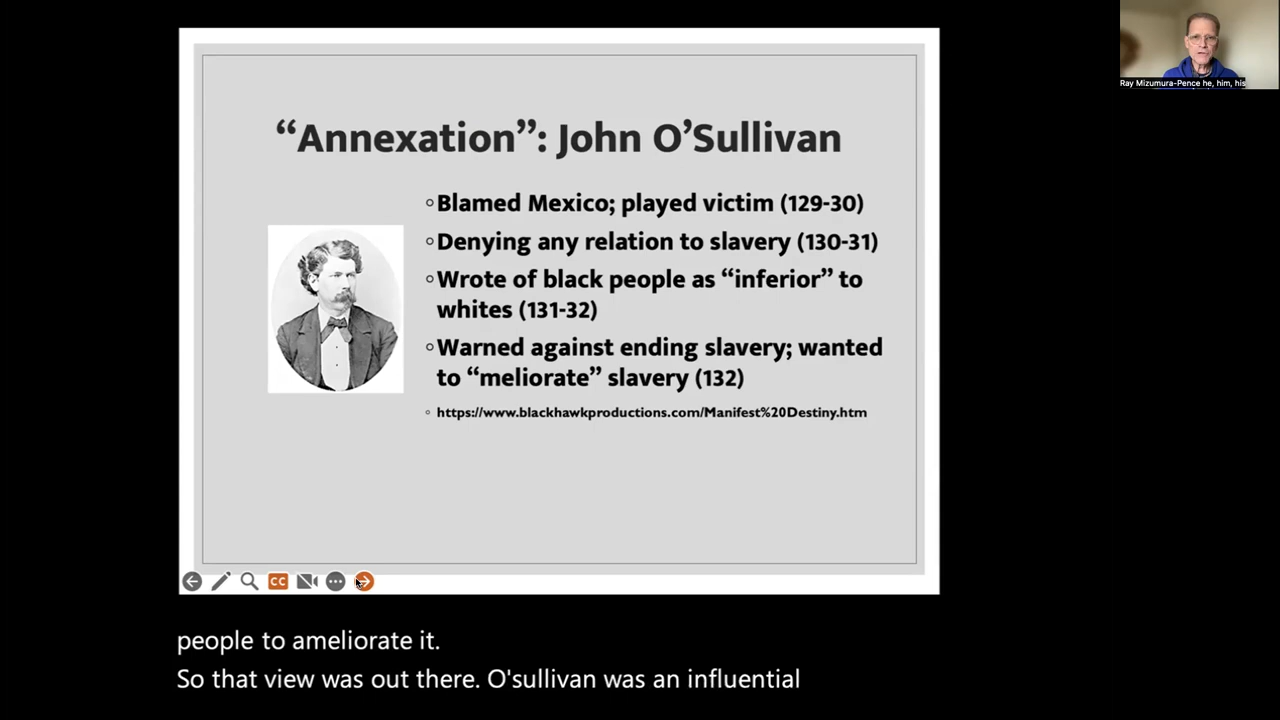 Ray Mizumura-Pence he, him, his
“Annexation”: John O’Sullivan
◦Blamed Mexico; played victim (129-30)
◦Denying any relation to slavery (130-31)
◦Wrote of black people as “inferior” to
whites (131-32)
◦Warned against ending slavery; wanted
to “meliorate” slavery (132)
◦ https://www.blackhawkproductions.com/Manifest%20Destiny.htm
CC
people to ameliorate it.
So that view was out there. O'sullivan was an influential